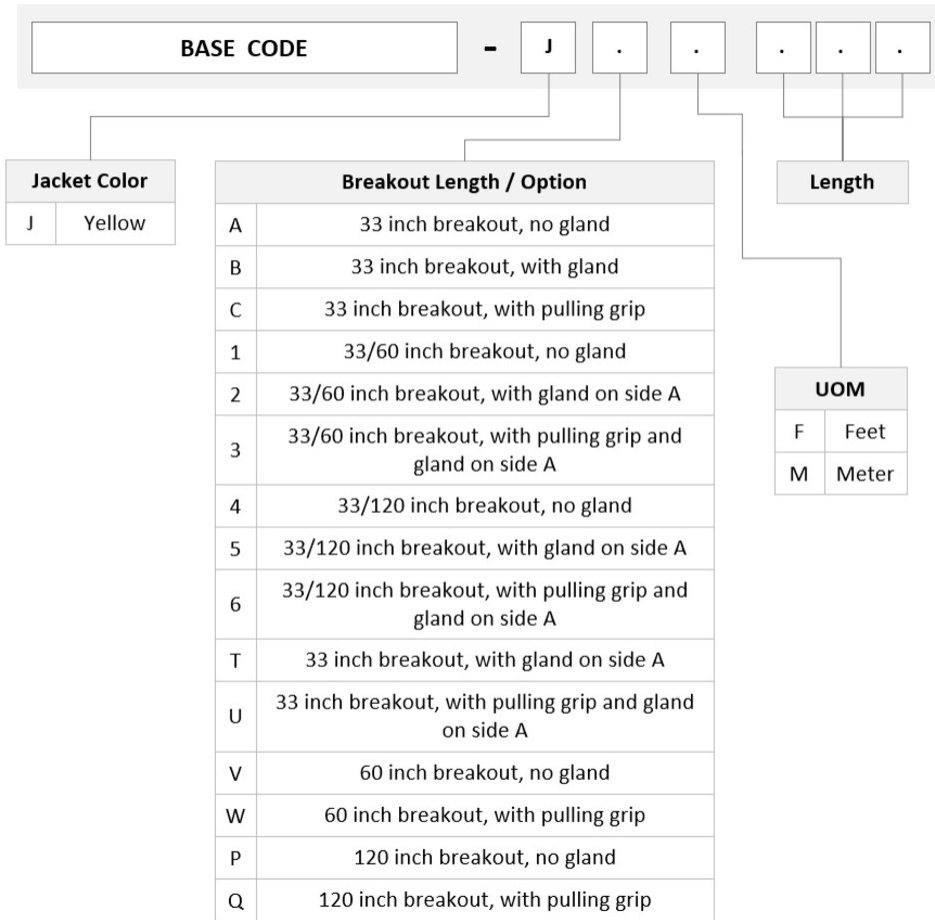 BASE CODE - J . . . . .
Jacket Color
J Yellow
Breakout Length / Option
A 33 inch breakout, no gland
B 33 inch breakout, with gland
C 33 inch breakout, with pulling grip
1 33/60 inch breakout, no gland
2 33/60 inch breakout, with gland on side A
3 33/60 inch breakout, with pulling grip and
gland on side A
4 33/120 inch breakout, no gland
5 33/120 inch breakout, with gland on side A
6 33/120 inch breakout, with pulling grip and
gland on side A
T 33 inch breakout, with gland on side A
U 33 inch breakout, with pulling grip and gland
on side A
V 60 inch breakout, no gland
W 60 inch breakout, with pulling grip
P 120 inch breakout, no gland
Q 120 inch breakout, with pulling grip
Length
UOM
F Feet
M Meter